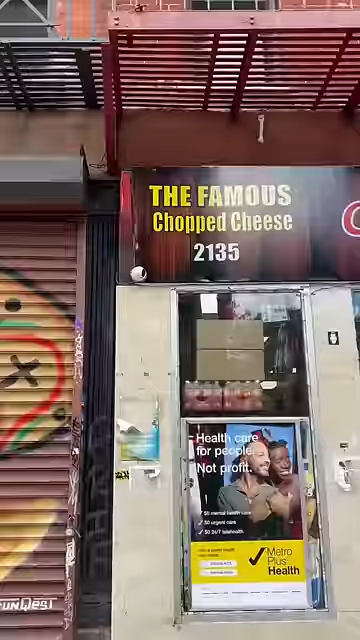 THE FAMOUS
Chopped Cheese
2135
Health care
for people.
Not profit.
✓ $0 mental health care
✓ $0 urgent care
✓ $0 24/7 telehealth
Metro
Plus
Health